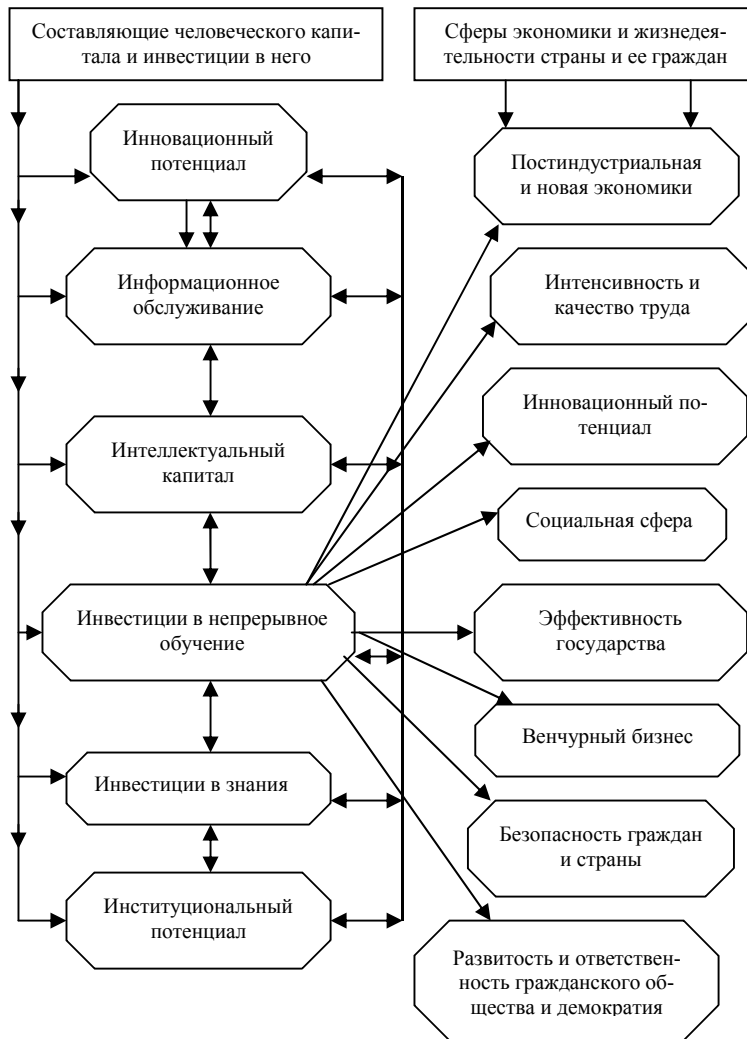 Составляющие человеческого капи-
тала и инвестиции в него
Сферы экономики и жизнедея-
тельности страны и ее граждан
Инновационный
потенциал
Информационное
обслуживание
Интеллектуальный
капитал
Инвестиции в непрерывное
обучение
Инвестиции в знания
Институциональный
потенциал
Постиндустриальная
и новая экономики
Интенсивность и
качество труда
Инновационный по-
тенциал
Социальная сфера
Эффективность
государства
Венчурный бизнес
Безопасность граждан
и страны
Развитость и ответствен-
ность гражданского об-
щества и демократия